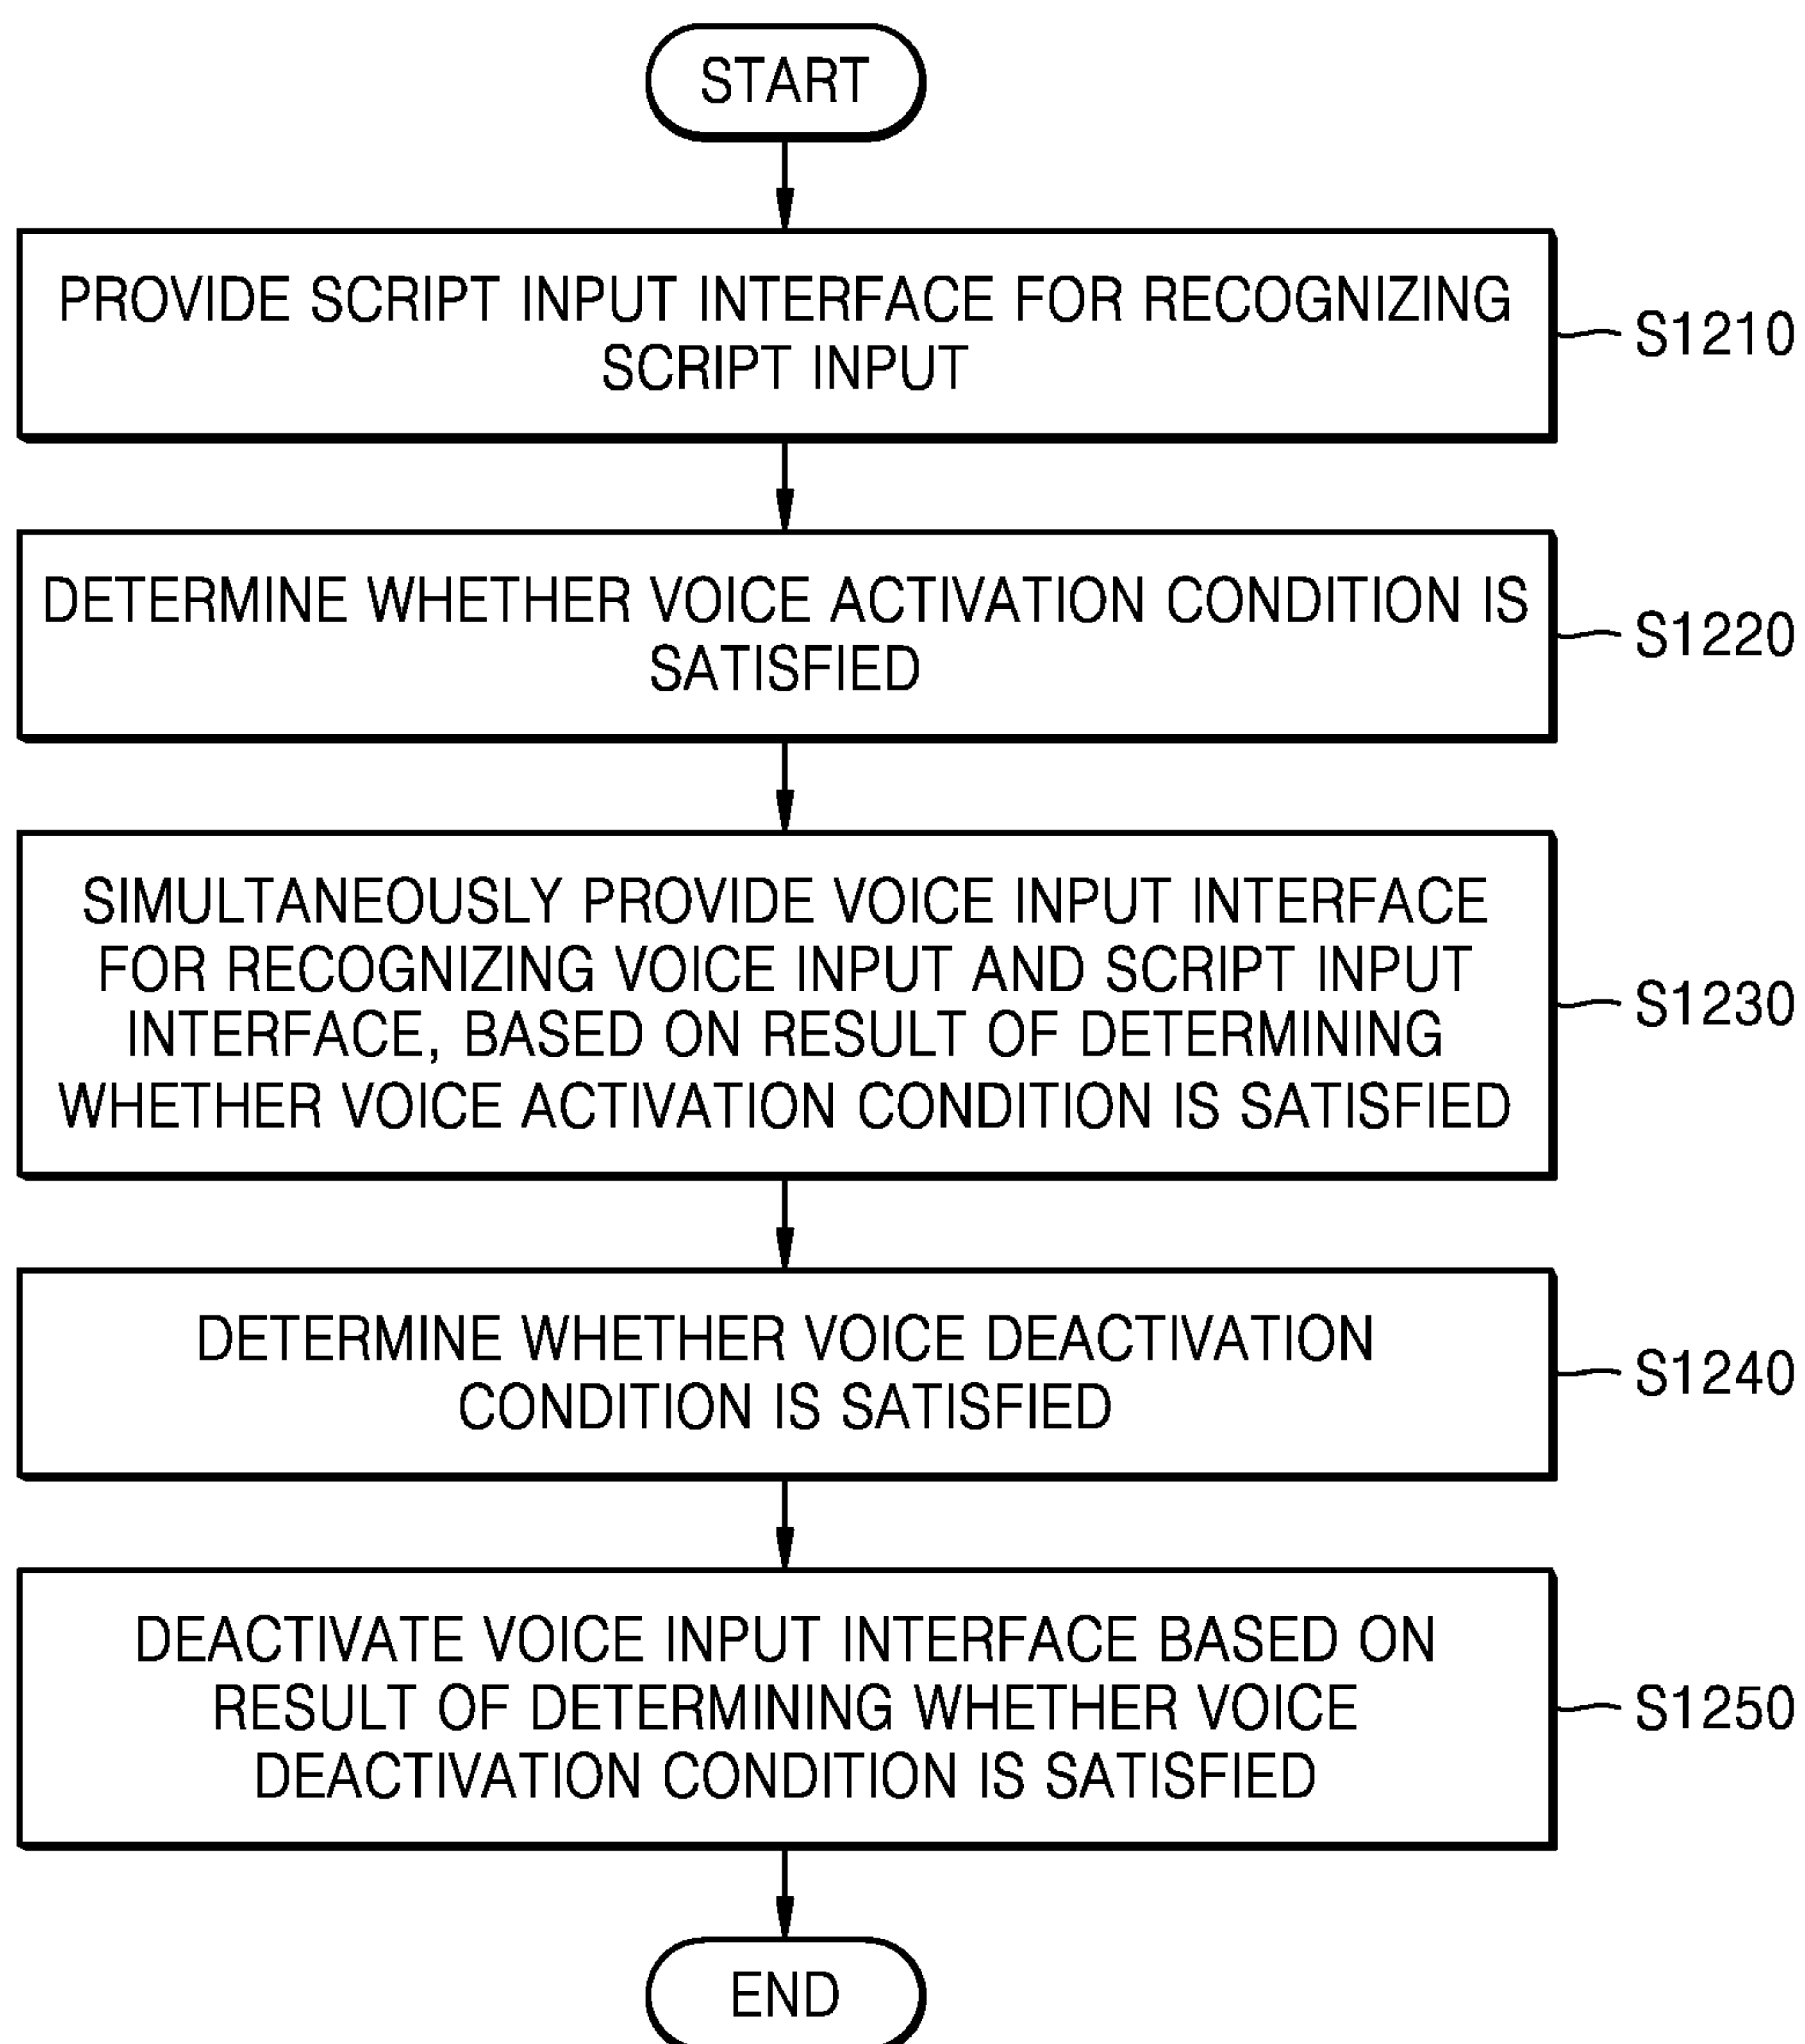 START
PROVIDE SCRIPT INPUT INTERFACE FOR RECOGNIZING
SCRIPT INPUT
S1210
DETERMINE WHETHER VOICE ACTIVATION CONDITION IS
SATISFIED
S1220
SIMULTANEOUSLY PROVIDE VOICE INPUT INTERFACE
FOR RECOGNIZING VOICE INPUT AND SCRIPT INPUT
INTERFACE, BASED ON RESULT OF DETERMINING
WHETHER VOICE ACTIVATION CONDITION IS SATISFIED
S1230
DETERMINE WHETHER VOICE DEACTIVATION
CONDITION IS SATISFIED
S1240
DEACTIVATE VOICE INPUT INTERFACE BASED ON
RESULT OF DETERMINING WHETHER VOICE
DEACTIVATION CONDITION IS SATISFIED
S1250
END